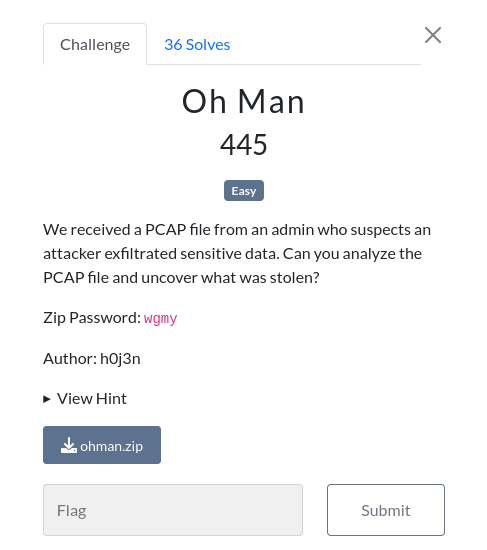 Challenge
36 Solves
Oh Man
445
Easy
We received a PCAP file from an admin who suspects an
attacker exfiltrated sensitive data. Can you analyze the
PCAP file and uncover what was stolen?
Zip Password: wgmy
Author: h0j3n
View Hint
ohman.zip
Flag
Submit